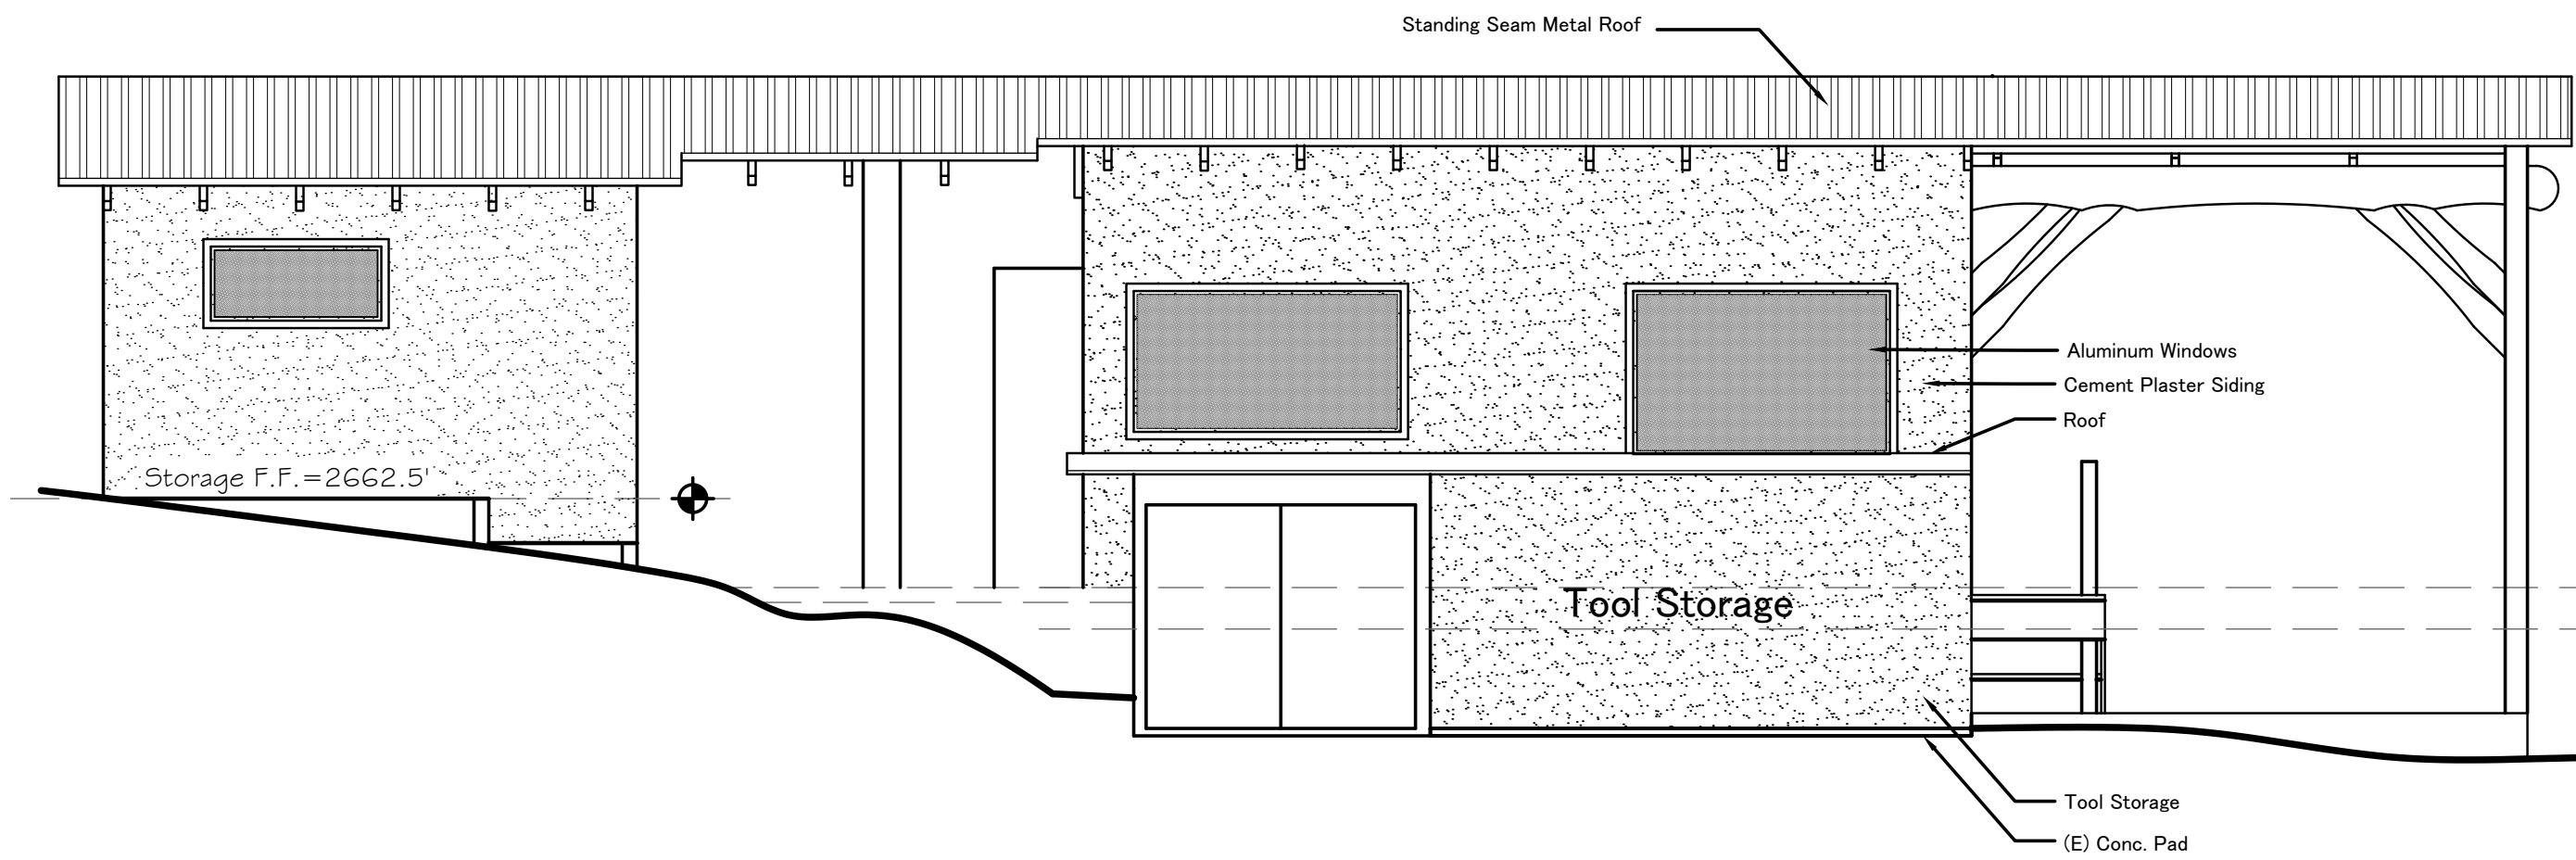 Standing Seam Metal Roof
Aluminum Windows
Cement Plaster Siding
Roof
Storage F.F.=2662.5'
Tool Storage
Tool Storage
(E) Conc. Pad